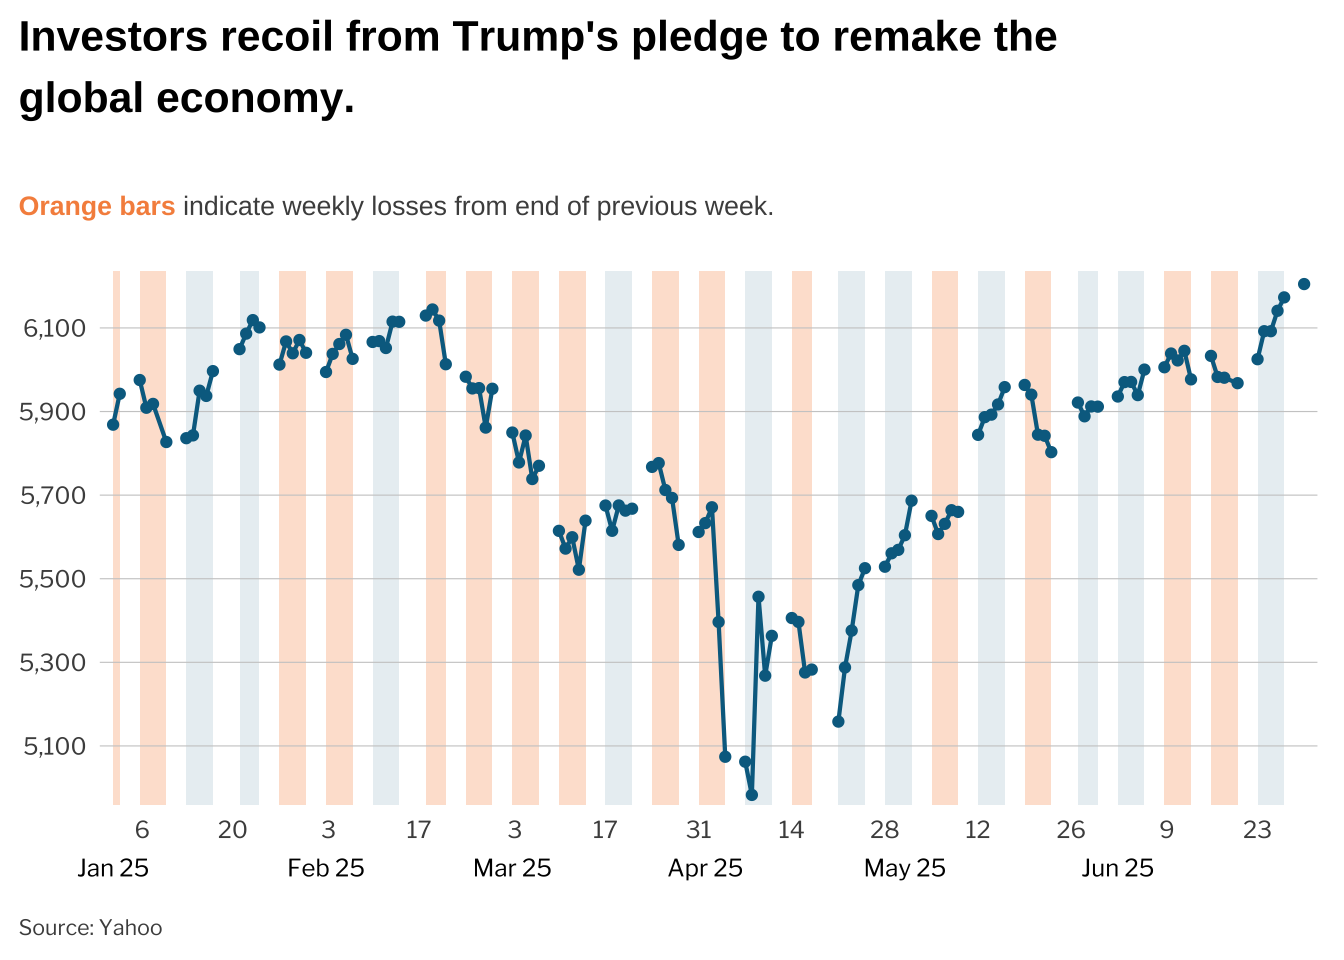 Investors recoil from Trump's pledge to remake the
global economy.
Orange bars indicate weekly losses from end of previous week.
6,100
5,900
5,700
5,500
5,300
5,100
6 20 3 17 3 17 31 14 28 12 26 9 23
Jan 25 Feb 25 Mar 25 Apr 25 May 25 Jun 25
Source: Yahoo